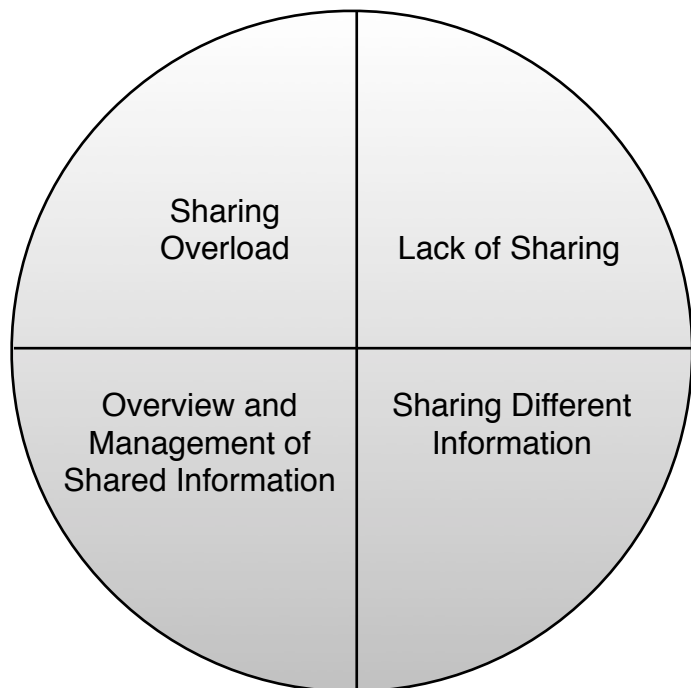 Sharing
Overload
Lack of Sharing
Overview and
Management of
Shared Information
Sharing Different
Information